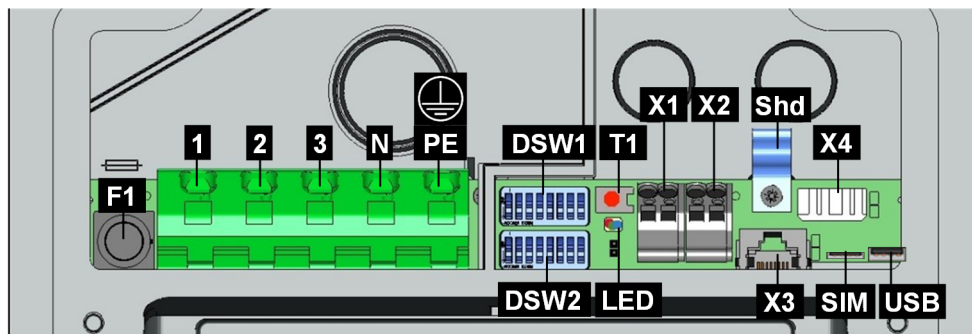 X1 X2 Shd
1 2 3 N PE DSW1 T1 X4
F1
DSW2 LED X3 SIM USB